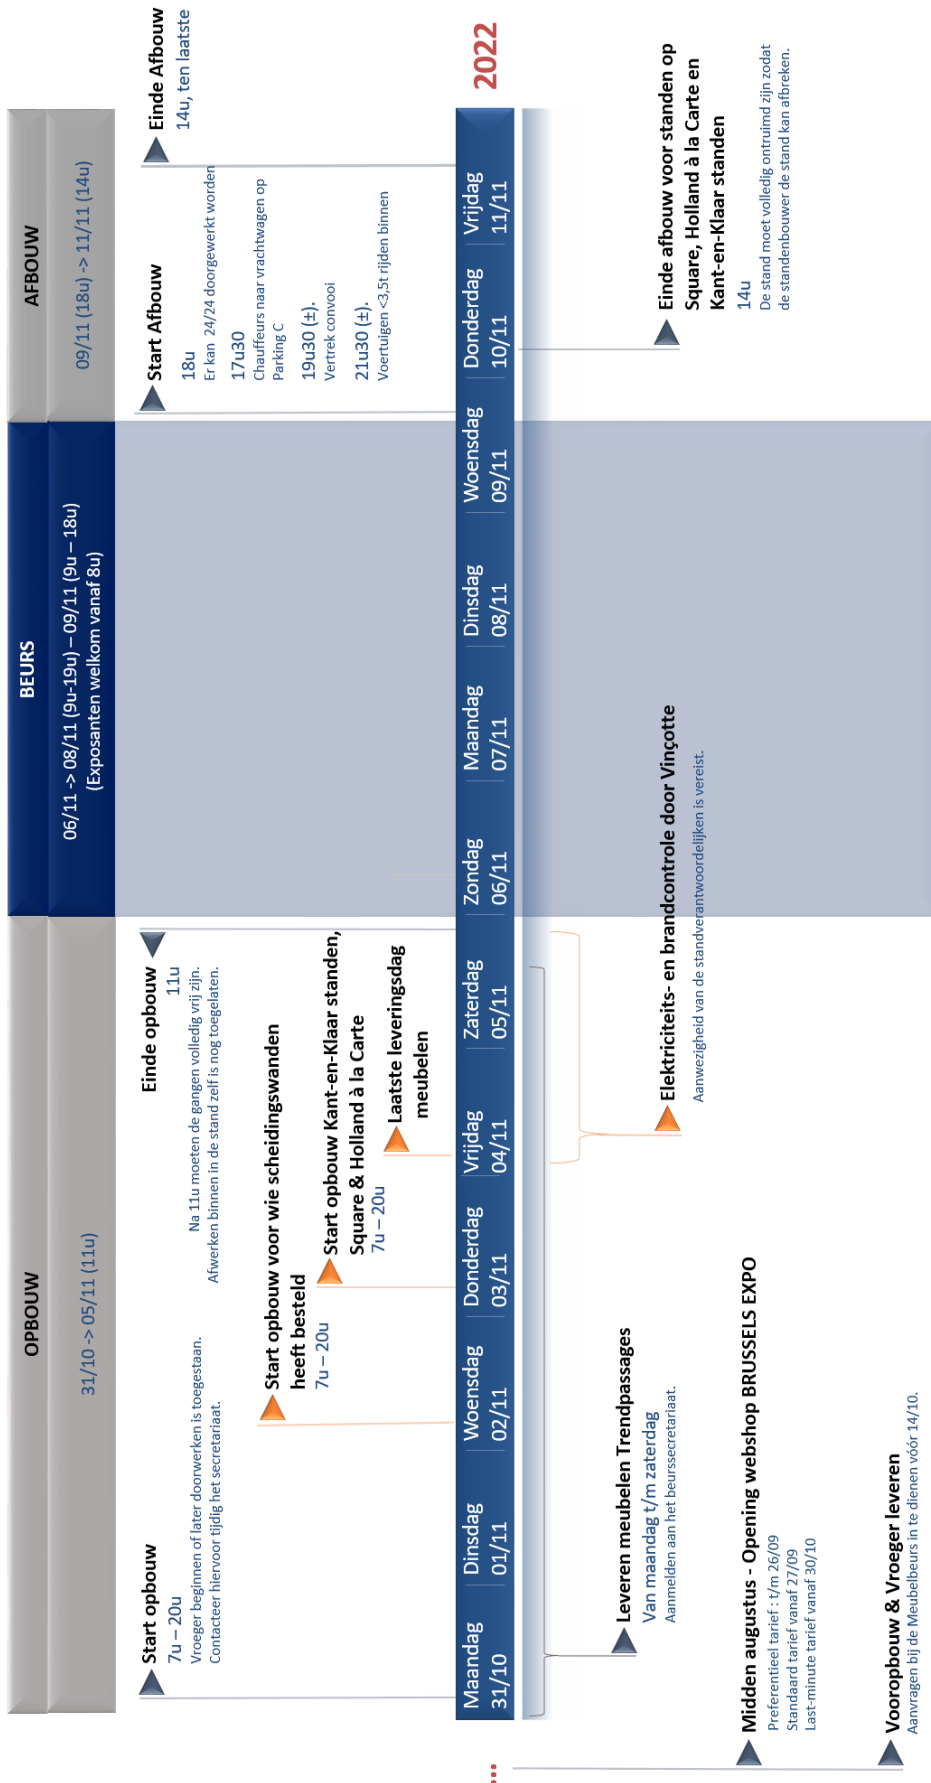 OPBOUW
BEURS
AFBOUW
31/10 -> 05/11 (11u)
06/11 -> 08/11 (9u-19u) – 09/11 (9u – 18u)
(Exposanten welkom vanaf 8u)
09/11 (18u) -> 11/11 (14u)
Start opbouw
7u – 20u
Vroeger beginnen of later doorwerken is toegestaan.
Contacteer hiervoor tijdig het secretariaat.
Einde opbouw
11u
Na 11u moeten de gangen volledig vrij zijn.
Afwerken binnen in de stand zelf is nog toegelaten.
Start Afbouw
18u
Er kan 24/24 doorgewerkt worden
17u30
Chauffeurs naar vrachtwagen op
Parking C
19u30 (±).
Vertrek convooi
21u30 (±).
Voertuigen <3,5t rijden binnen
Einde Afbouw
14u, ten laatste
Start opbouw voor wie scheidingswanden
heeft besteld
7u – 20u
Start opbouw Kant-en-Klaar standen,
Square & Holland à la Carte
7u – 20u
Laatste leveringsdag
meubelen
Maandag
31/10
Dinsdag
01/11
Woensdag
02/11
Donderdag
03/11
Vrijdag
04/11
Zaterdag
05/11
Zondag
06/11
Maandag
07/11
Dinsdag
08/11
Woensdag
09/11
Donderdag
10/11
Vrijdag
11/11
2022
...
Leveren meubelen Trendpassages
Van maandag t/m zaterdag
Aanmelden aan het beurssecretariaat.
Elektriciteits- en brandcontrole door Vinçotte
Aanwezigheid van de standverantwoordelijken is vereist.
Einde afbouw voor standen op
Square, Holland à la Carte en
Kant-en-Klaar standen
14u
De stand moet volledig ontruimd zijn zodat
de standenbouwer de stand kan afbreken.
Midden augustus - Opening webshop BRUSSELS EXPO
Preferentieel tarief : t/m 26/09
Standaard tarief vanaf 27/09
Last-minute tarief vanaf 30/10
Vooropbouw & Vroeger leveren
Aanvragen bij de Meubelbeurs in te dienen vóór 14/10.